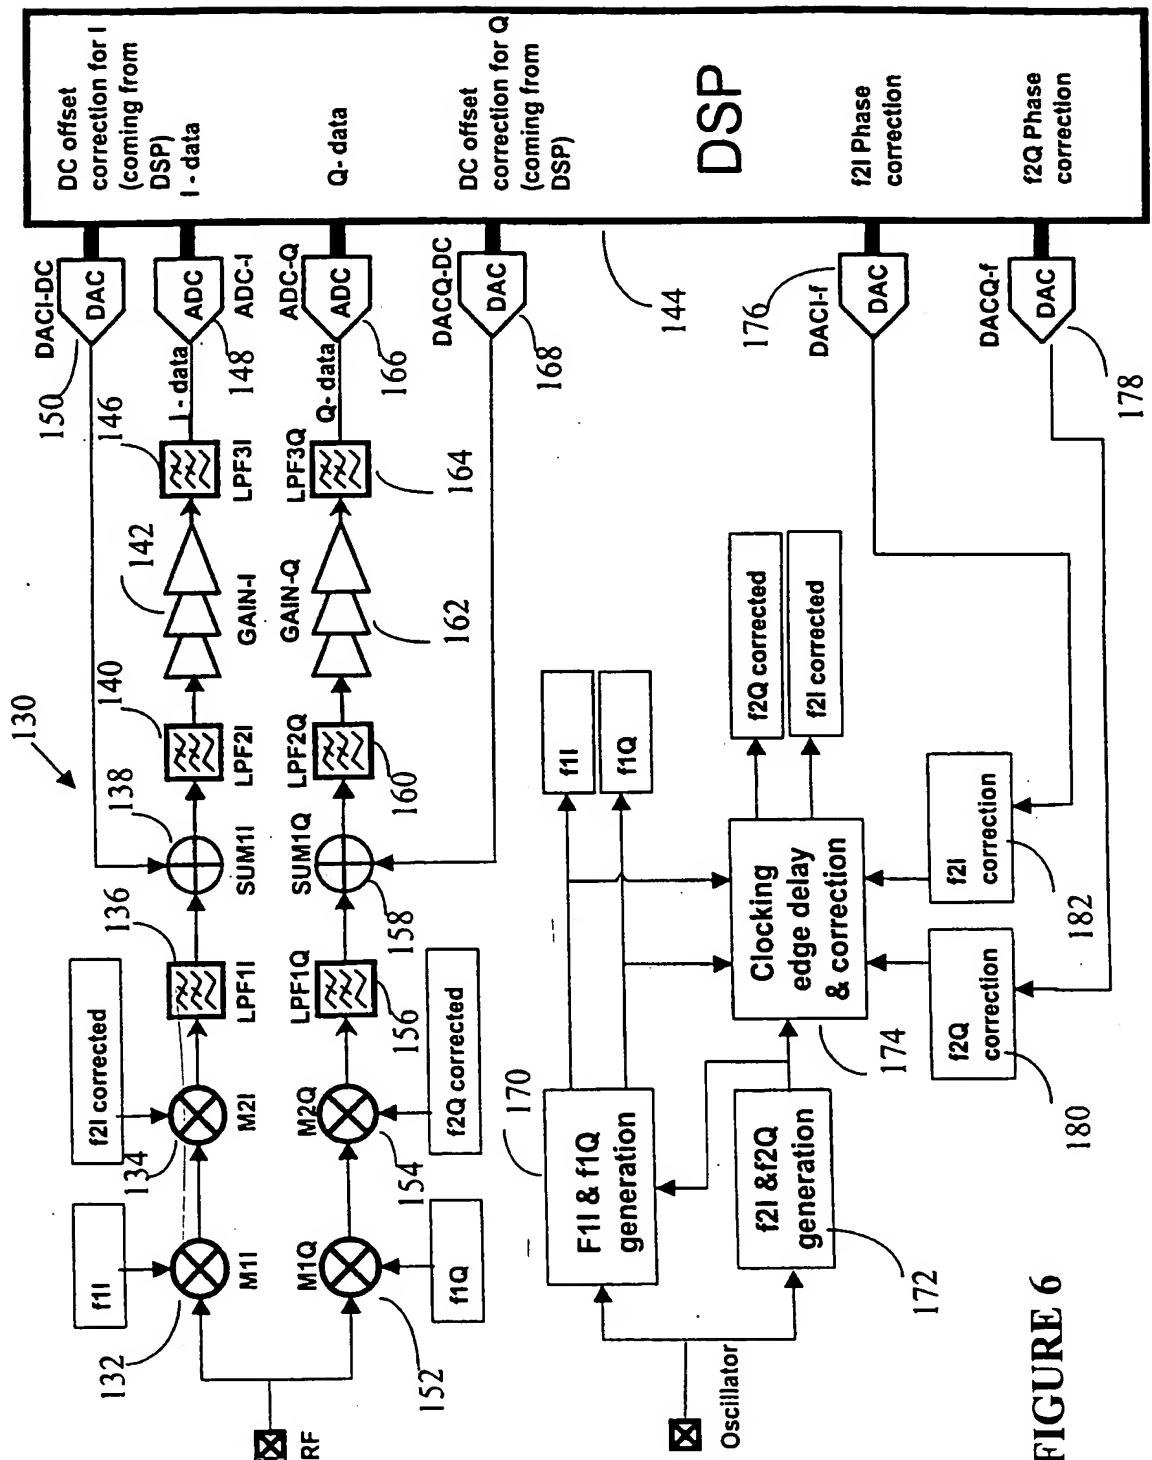 130
DC offset
correction for I
(coming from
DSP)
I - data
Q- data
DC offset
correction for Q
(coming from
DSP)
DSP
f2I Phase
correction
f2Q Phase
correction
DACI-DC
DAC
150
ADC
ADC-I
148
I - data
ADC-Q
ADC
166
Q- data
DACQ-DC
DAC
168
144
176
DACI-f
DAC
DACQ-f
DAC
178
146
LPF3I
LPF3Q
164
142
GAIN-I
GAIN-Q
162
140
LPF2I
LPF2Q
160
138
SUM1I
SUM1Q
158
136
LPF1I
LPF1Q
156
f2I corrected
134
M2I
M2Q
154
f2Q corrected
f1I
132
M1I
M1Q
152
f1Q
RF
f1I
f1Q
f2Q corrected
f2I corrected
Clocking
edge delay
& correction
174
f2I
correction
182
f2Q
correction
180
170
F1I & f1Q
generation
f2I &f2Q
generation
172
Oscillator
FIGURE 6